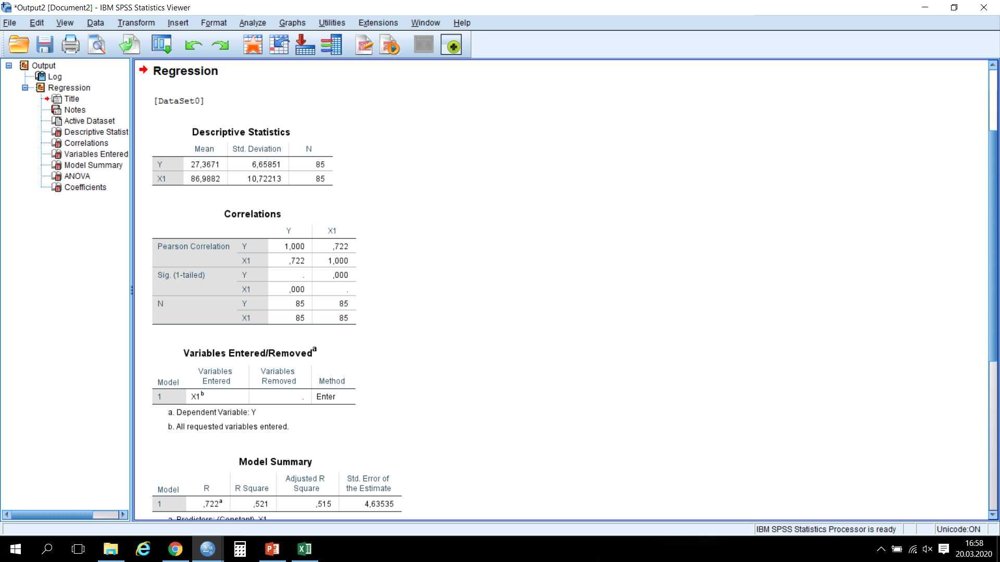 *Output2 [Document2] - IBM SPSS Statistics Viewer
File Edit View Data Transform Insert Format Analyze Graphs Utilities Extensions Window Help
Output
Log
Regression
Title
Notes
Active Dataset
Descriptive Statist
Correlations
Variables Entered
Model Summary
ANOVA
Coefficients
Regression
[DataSet0]
Descriptive Statistics
Mean Std. Deviation N
Y 27,3671 6,65851 85
X1 86,9882 10,72213 85
Correlations
Y X1
Pearson Correlation Y 1,000 ,722
X1 ,722 1,000
Sig. (1-tailed) Y . ,000
X1 ,000 .
N Y 85 85
X1 85 85
Variables Entered/Removedᵃ
Model Variables Entered Variables Removed Method
1 X1ᵇ . Enter
a. Dependent Variable: Y
b. All requested variables entered.
Model Summary
Model R R Square Adjusted R Square Std. Error of the Estimate
1 ,722ᵃ ,521 ,515 4,63535
a. Predictors: (Constant), X1
IBM SPSS Statistics Processor is ready
Unicode:ON
16:58
20.03.2020